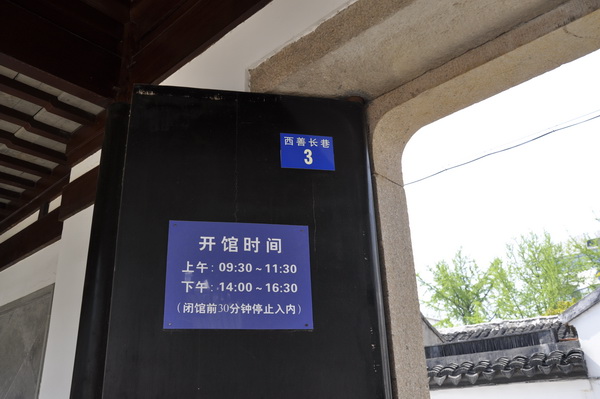 西善长巷
3
开馆时间
上午：09:30～11:30
下午：14:00～16:30
（闭馆前30分钟停止入内）